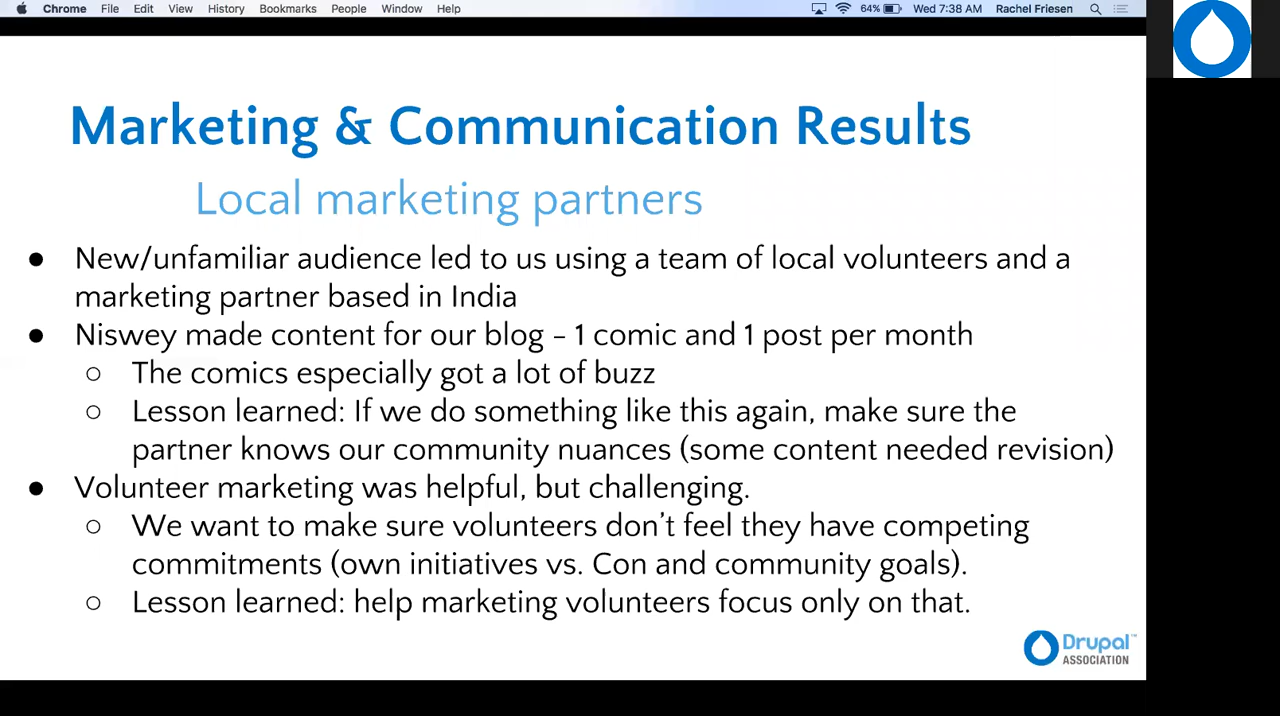 Chrome File Edit View History Bookmarks People Window Help 64% Wed 7:38 AM Rachel Friesen
Marketing & Communication Results
Local marketing partners
● New/unfamiliar audience led to us using a team of local volunteers and a
marketing partner based in India
● Niswey made content for our blog – 1 comic and 1 post per month
○ The comics especially got a lot of buzz
○ Lesson learned: If we do something like this again, make sure the
partner knows our community nuances (some content needed revision)
● Volunteer marketing was helpful, but challenging.
○ We want to make sure volunteers don’t feel they have competing
commitments (own initiatives vs. Con and community goals).
○ Lesson learned: help marketing volunteers focus only on that.
Drupal™
ASSOCIATION